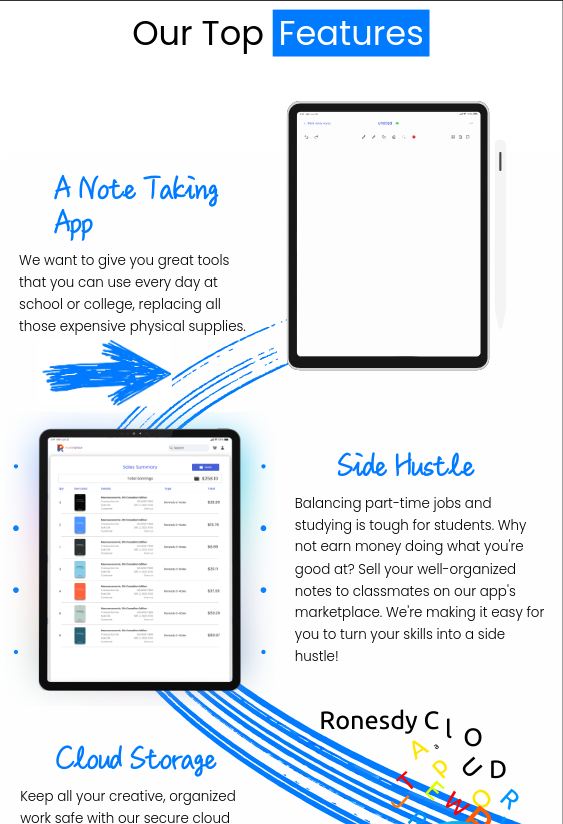 Our Top Features
A Note Taking
App
We want to give you great tools
that you can use every day at
school or college, replacing all
those expensive physical supplies.
Sales Summary
Total Earnings
Side Hustle
Balancing part-time jobs and
studying is tough for students. Why
not earn money doing what you're
good at? Sell your well-organized
notes to classmates on our app's
marketplace. We're making it easy for
you to turn your skills into a side
hustle!
Ronesdy CloUD
Cloud Storage
Keep all your creative, organized
work safe with our secure cloud